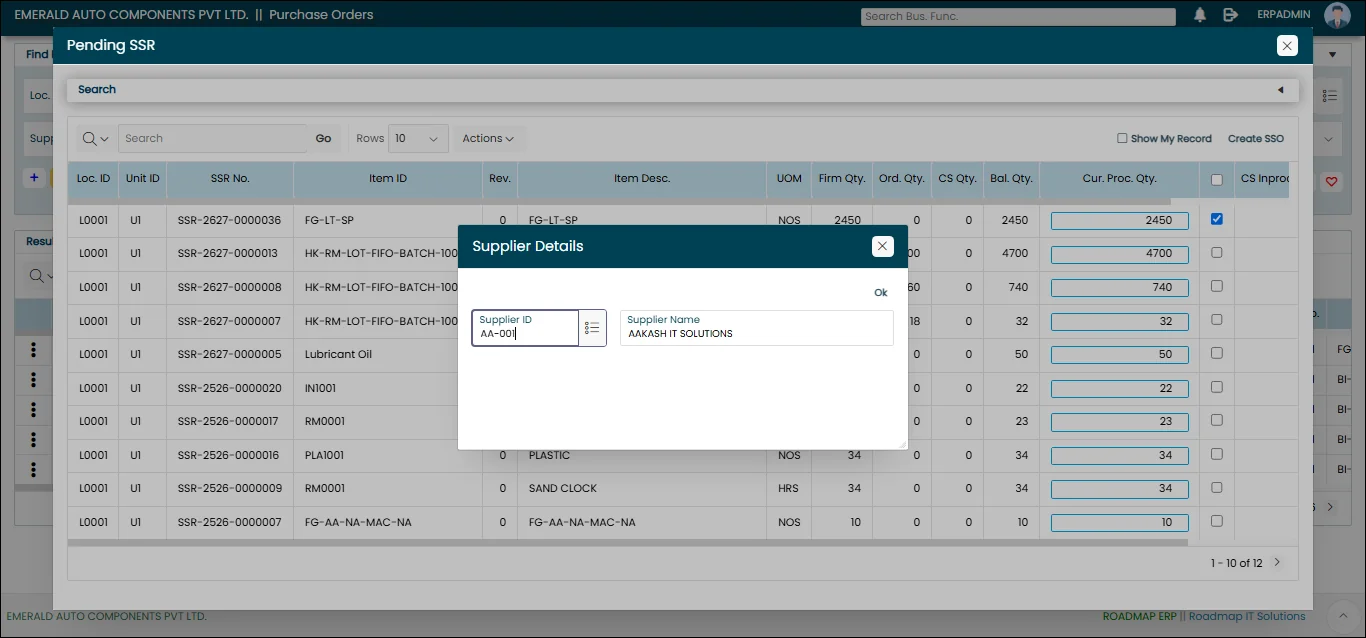 EMERALD AUTO COMPONENTS PVT LTD. || Purchase Orders Search Bus. Func. ERPADMIN
Pending SSR
Find
Search
Loc.
Search Go Rows 10 Actions Show My Record Create SSO
Loc. ID Unit ID SSR No. Item ID Rev. Item Desc. UOM Firm Qty. Ord. Qty. CS Qty. Bal. Qty. Cur. Proc. Qty. CS Inproc
L0001 U1 SSR-2627-0000036 FG-LT-SP 0 FG-LT-SP NOS 2450 0 0 2450 2450
Supplier Details
L0001 U1 SSR-2627-0000013 HK-RM-LOT-FIFO-BATCH-100 00 0 4700 4700
L0001 U1 SSR-2627-0000008 HK-RM-LOT-FIFO-BATCH-100 60 0 740 740
Ok
L0001 U1 SSR-2627-0000007 HK-RM-LOT-FIFO-BATCH-100 18 0 32 32
Supplier ID Supplier Name
AA-001 AAKASH IT SOLUTIONS
L0001 U1 SSR-2627-0000005 Lubricant Oil 0 0 50 50
L0001 U1 SSR-2526-0000020 IN1001 0 0 22 22
L0001 U1 SSR-2526-0000017 RM0001 0 0 23 23
L0001 U1 SSR-2526-0000016 PLA1001 0 PLASTIC NOS 34 0 0 34 34
L0001 U1 SSR-2526-0000009 RM0001 0 SAND CLOCK HRS 34 0 0 34 34
L0001 U1 SSR-2526-0000007 FG-AA-NA-MAC-NA 0 FG-AA-NA-MAC-NA NOS 10 0 0 10 10
1 - 10 of 12
EMERALD AUTO COMPONENTS PVT LTD. ROADMAP ERP || Roadmap IT Solutions